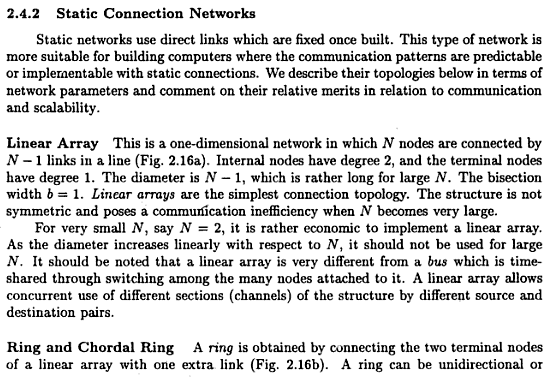 2.4.2 Static Connection Networks
Static networks use direct links which are fixed once built. This type of network is
more suitable for building computers where the communication patterns are predictable
or implementable with static connections. We describe their topologies below in terms of
network parameters and comment on their relative merits in relation to communication
and scalability.
Linear Array This is a one-dimensional network in which N nodes are connected by
N − 1 links in a line (Fig. 2.16a). Internal nodes have degree 2, and the terminal nodes
have degree 1. The diameter is N − 1, which is rather long for large N. The bisection
width b = 1. Linear arrays are the simplest connection topology. The structure is not
symmetric and poses a communication inefficiency when N becomes very large.
For very small N, say N = 2, it is rather economic to implement a linear array.
As the diameter increases linearly with respect to N, it should not be used for large
N. It should be noted that a linear array is very different from a bus which is time-
shared through switching among the many nodes attached to it. A linear array allows
concurrent use of different sections (channels) of the structure by different source and
destination pairs.
Ring and Chordal Ring A ring is obtained by connecting the two terminal nodes
of a linear array with one extra link (Fig. 2.16b). A ring can be unidirectional or